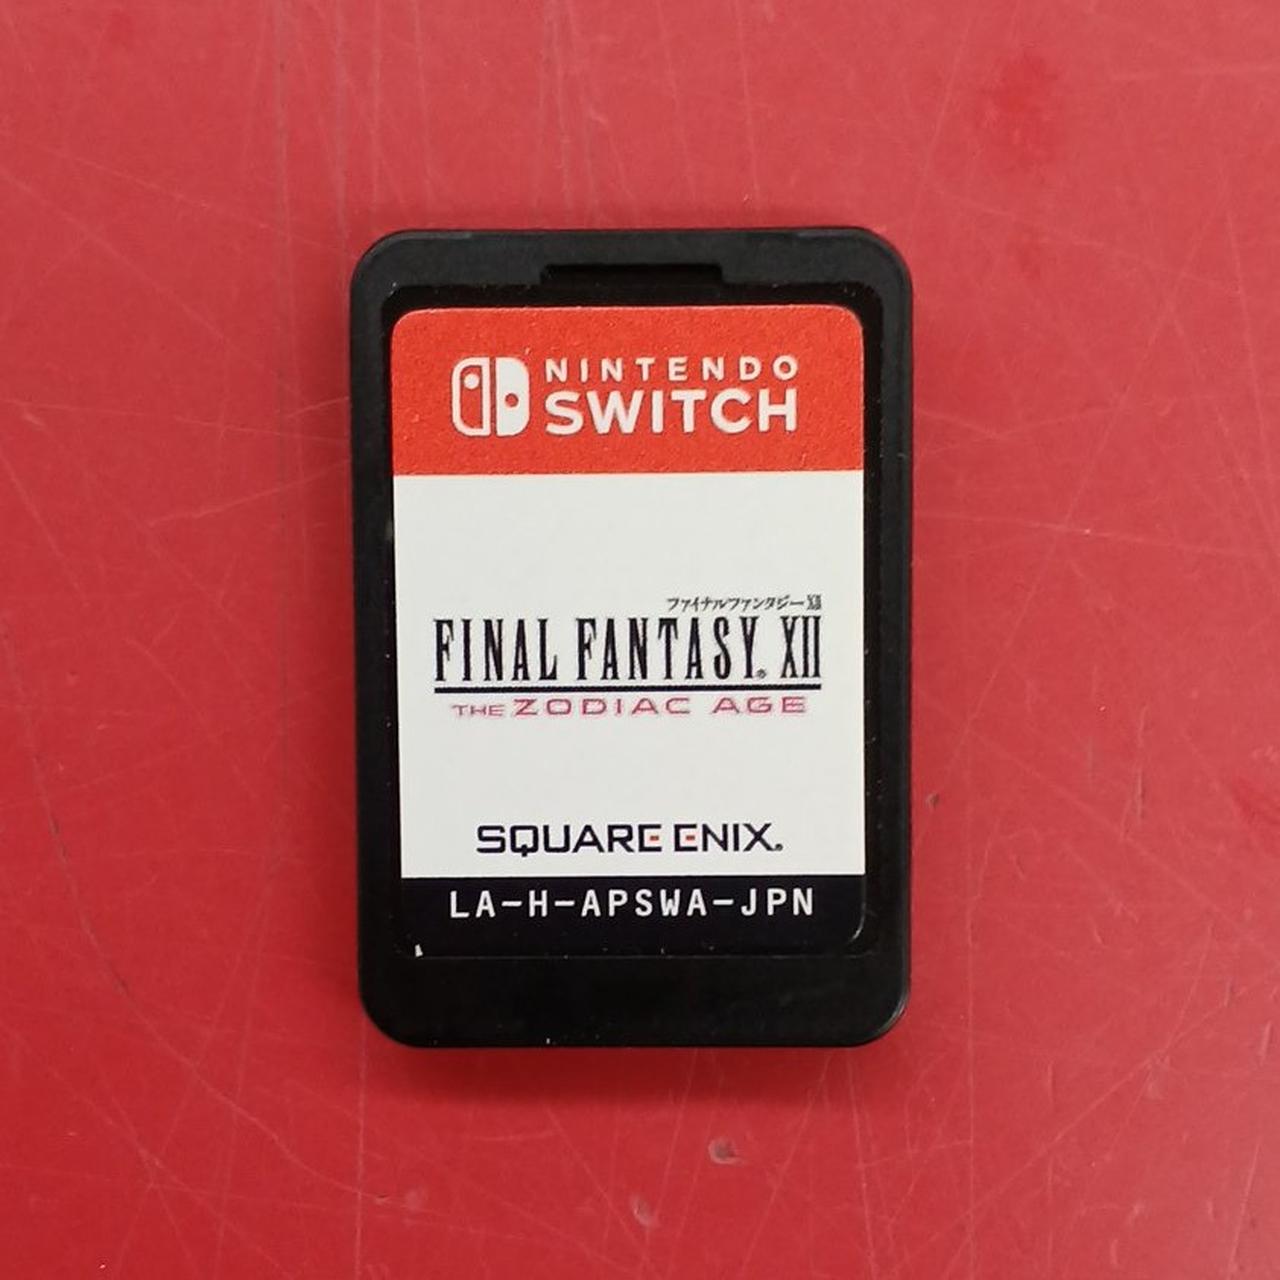 NINTENDO
SWITCH
ファイナルファンタジーXII
FINAL FANTASY® XII
THE ZODIAC AGE
SQUARE ENIX®
LA-H-APSWA-JPN